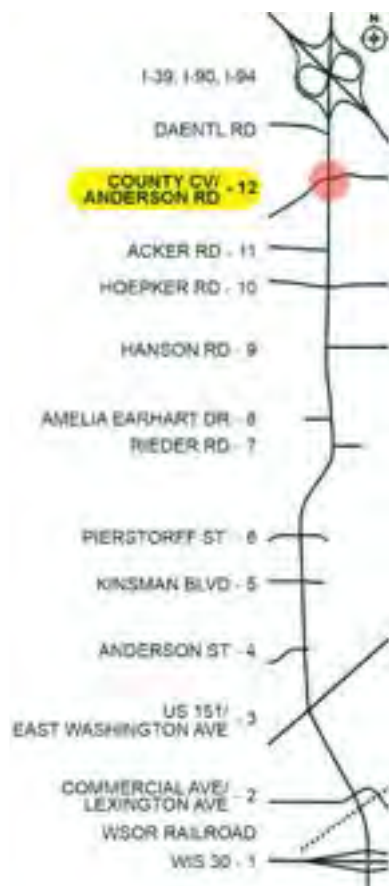 N
I-39, I-90, I-94
DAENTL RD
COUNTY CV/
ANDERSON RD - 12
ACKER RD - 11
HOEPKER RD - 10
HANSON RD - 9
AMELIA EARHART DR - 8
RIEDER RD - 7
PIERSTORFF ST - 6
KINSMAN BLVD - 5
ANDERSON ST - 4
US 151/
EAST WASHINGTON AVE - 3
COMMERCIAL AVE/
LEXINGTON AVE - 2
WSOR RAILROAD
WIS 30 - 1